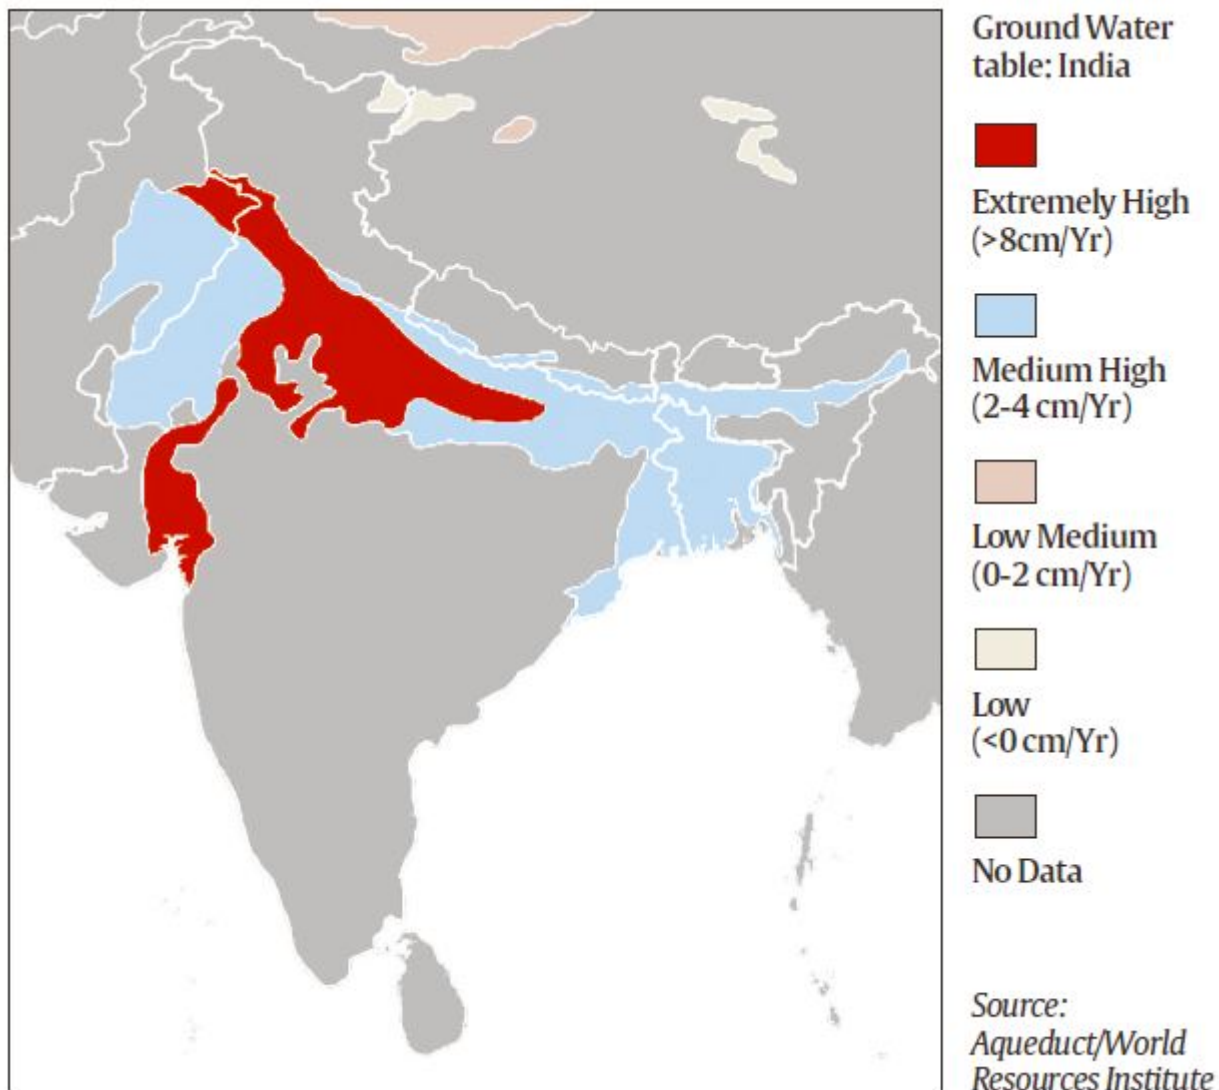 Ground Water
table: India
Extremely High
(>8cm/Yr)
Medium High
(2-4 cm/Yr)
Low Medium
(0-2 cm/Yr)
Low
(<0 cm/Yr)
No Data
Source:
Aqueduct/World
Resources Institute